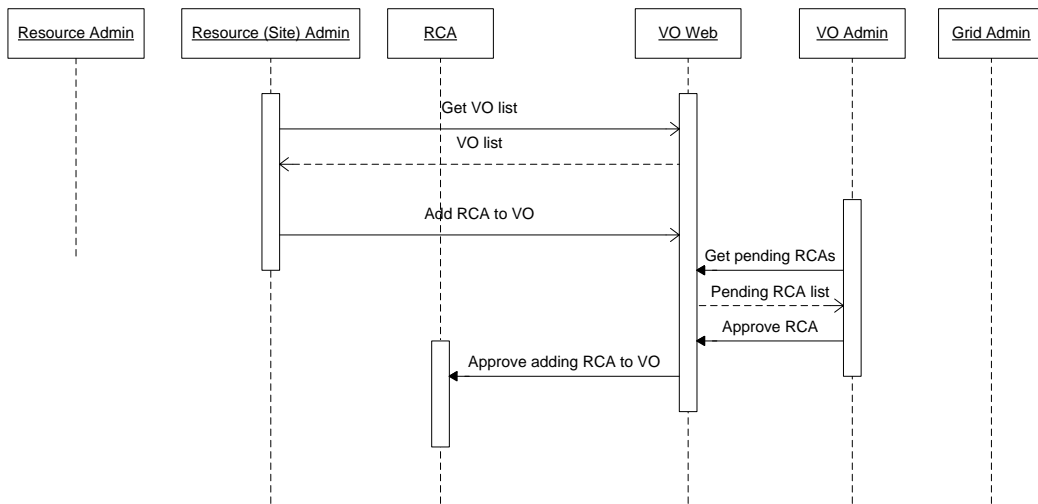 Resource Admin
Resource (Site) Admin
RCA
VO Web
VO Admin
Grid Admin
Get VO list
VO list
Add RCA to VO
Get pending RCAs
Pending RCA list
Approve RCA
Approve adding RCA to VO